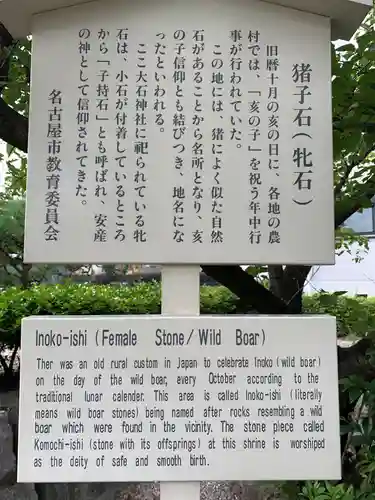 猪子石(牝石)
旧暦十月の亥の日に、各地の農
村では、「亥の子」を祝う年中行
事が行われていた。
この地には、猪によく似た自然
石があることから名所となり、亥
の子信仰とも結びつき、地名にな
ったといわれる。
ここ大石神社に祀られている牝
石は、小石が付着しているところ
から「子持石」とも呼ばれ、安産
の神として信仰されてきた。
名古屋市教育委員会
Inoko-ishi (Female Stone/ Wild Boar)
Ther was an old rural custom in Japan to celebrate Inoko (wild boar)
on the day of the wild boar, every October according to the
traditional lunar calender. This area is called Inoko-ishi (literally
means wild boar stones) being named after rocks resembling a wild
boar which were found in the vicinity. The stone piece called
Komochi-ishi (stone with its offsprings) at this shrine is worshiped
as the deity of safe and smooth birth.